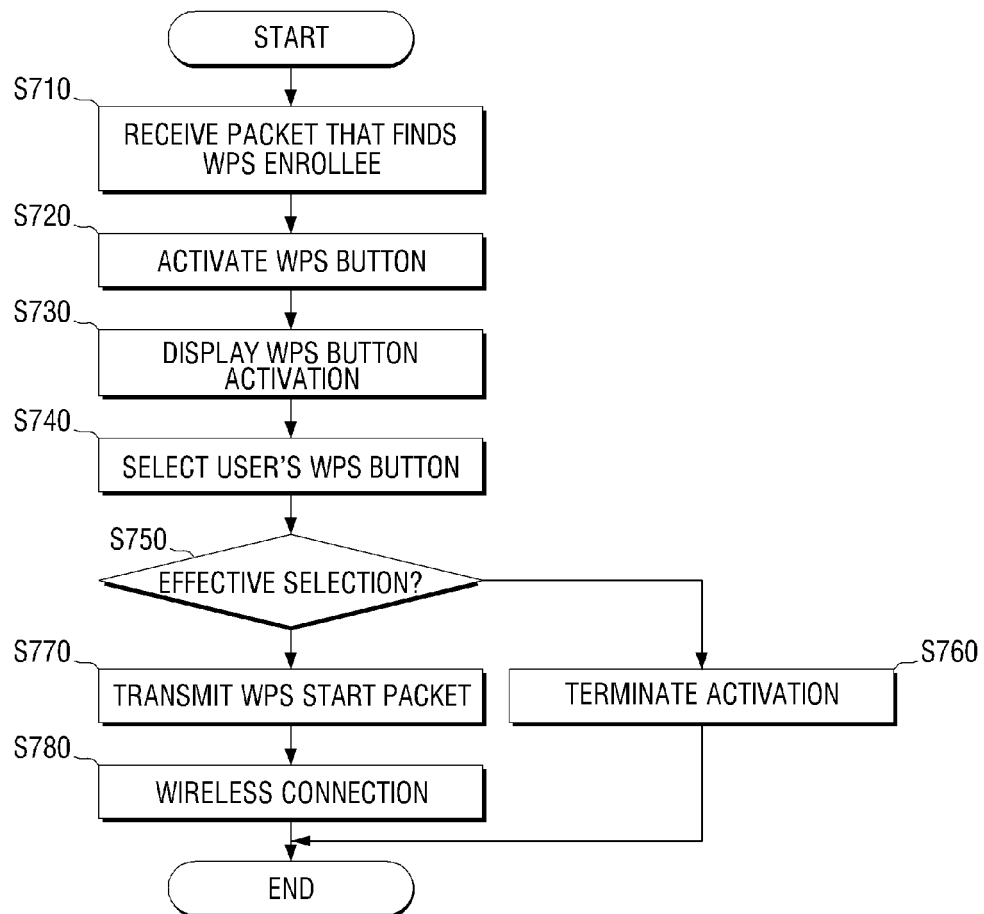 START
S710
RECEIVE PACKET THAT FINDS
WPS ENROLLEE
S720
ACTIVATE WPS BUTTON
S730
DISPLAY WPS BUTTON
ACTIVATION
S740
SELECT USER'S WPS BUTTON
S750
EFFECTIVE SELECTION?
S770
TRANSMIT WPS START PACKET
S760
TERMINATE ACTIVATION
S780
WIRELESS CONNECTION
END